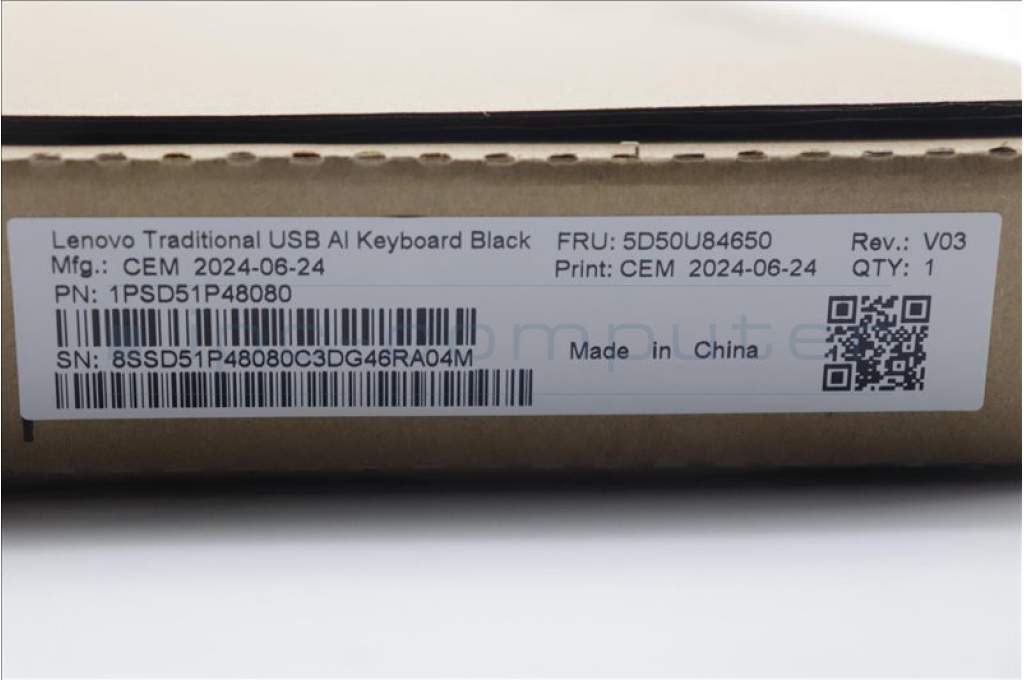 Lenovo Traditional USB AI Keyboard Black FRU: 5D50U84650 Rev.: V03
Mfg.: CEM 2024-06-24 Print: CEM 2024-06-24 QTY: 1
PN: 1PSD51P48080
SN: 8SSD51P48080C3DG46RA04M
Made in China